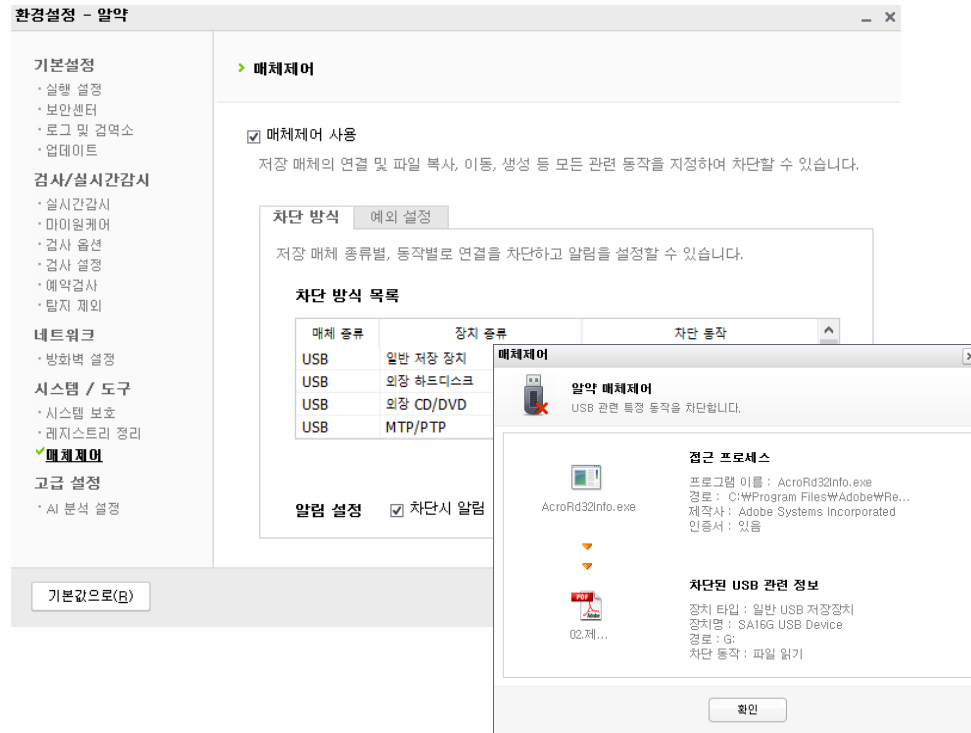 환경설정 - 알약
기본설정
· 실행 설정
· 보안센터
· 로그 및 검역소
· 업데이트
검사/실시간감시
· 실시간감시
· 마이원케어
· 검사 옵션
· 검사 설정
· 예약검사
· 탐지 제외
네트워크
· 방화벽 설정
시스템 / 도구
· 시스템 보호
· 레지스트리 정리
매체제어
고급 설정
· AI 분석 설정
기본값으로(R)
매체제어
매체제어 사용
저장 매체의 연결 및 파일 복사, 이동, 생성 등 모든 관련 동작을 지정하여 차단할 수 있습니다.
차단 방식 예외 설정
저장 매체 종류별, 동작별로 연결을 차단하고 알림을 설정할 수 있습니다.
차단 방식 목록
매체 종류 장치 종류 차단 동작
USB 일반 저장 장치
USB 외장 하드디스크
USB 외장 CD/DVD
USB MTP/PTP
알림 설정 차단시 알림
매체제어
알약 매체제어
USB 관련 특정 동작을 차단합니다.
AcroRd32Info.exe
접근 프로세스
프로그램 이름 : AcroRd32Info.exe
경로 : C:₩Program Files₩Adobe₩Re...
제작사 : Adobe Systems Incorporated
인증서 : 있음
PDF
Adobe
02.제...
차단된 USB 관련 정보
장치 타입 : 일반 USB 저장장치
장치명 : SA16G USB Device
경로 : G:
차단 동작 : 파일 읽기
확인